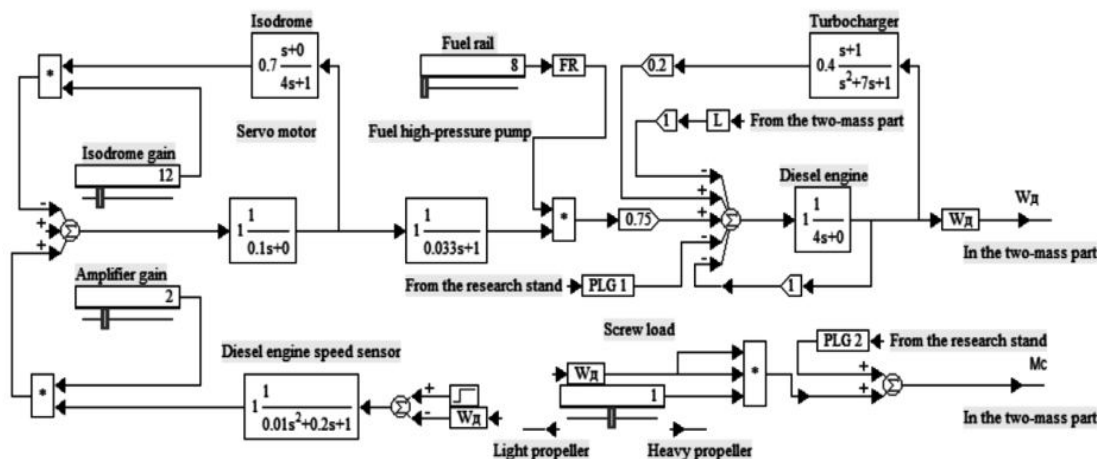 Isodrome
0.7 s+0
4s+1
*
Isodrome gain
12
Servo motor
-
+
+
Σ
1 1
0.1s+0
Amplifier gain
2
*
Diesel engine speed sensor
1 1
0.01s²+0.2s+1
Σ
+
-
Wд
Fuel rail
8
FR
Fuel high-pressure pump
1 1
0.033s+1
*
0.75
From the research stand
PLG 1
Turbocharger
0.4 s+1
s²+7s+1
0.2
1
L
From the two-mass part
-
+
+
-
-
Σ
Diesel engine
1 1
4s+0
1
Wд
Wд
In the two-mass part
Screw load
Wд
1
*
Light propeller
Heavy propeller
PLG 2
From the research stand
+
+
Σ
Mc
In the two-mass part